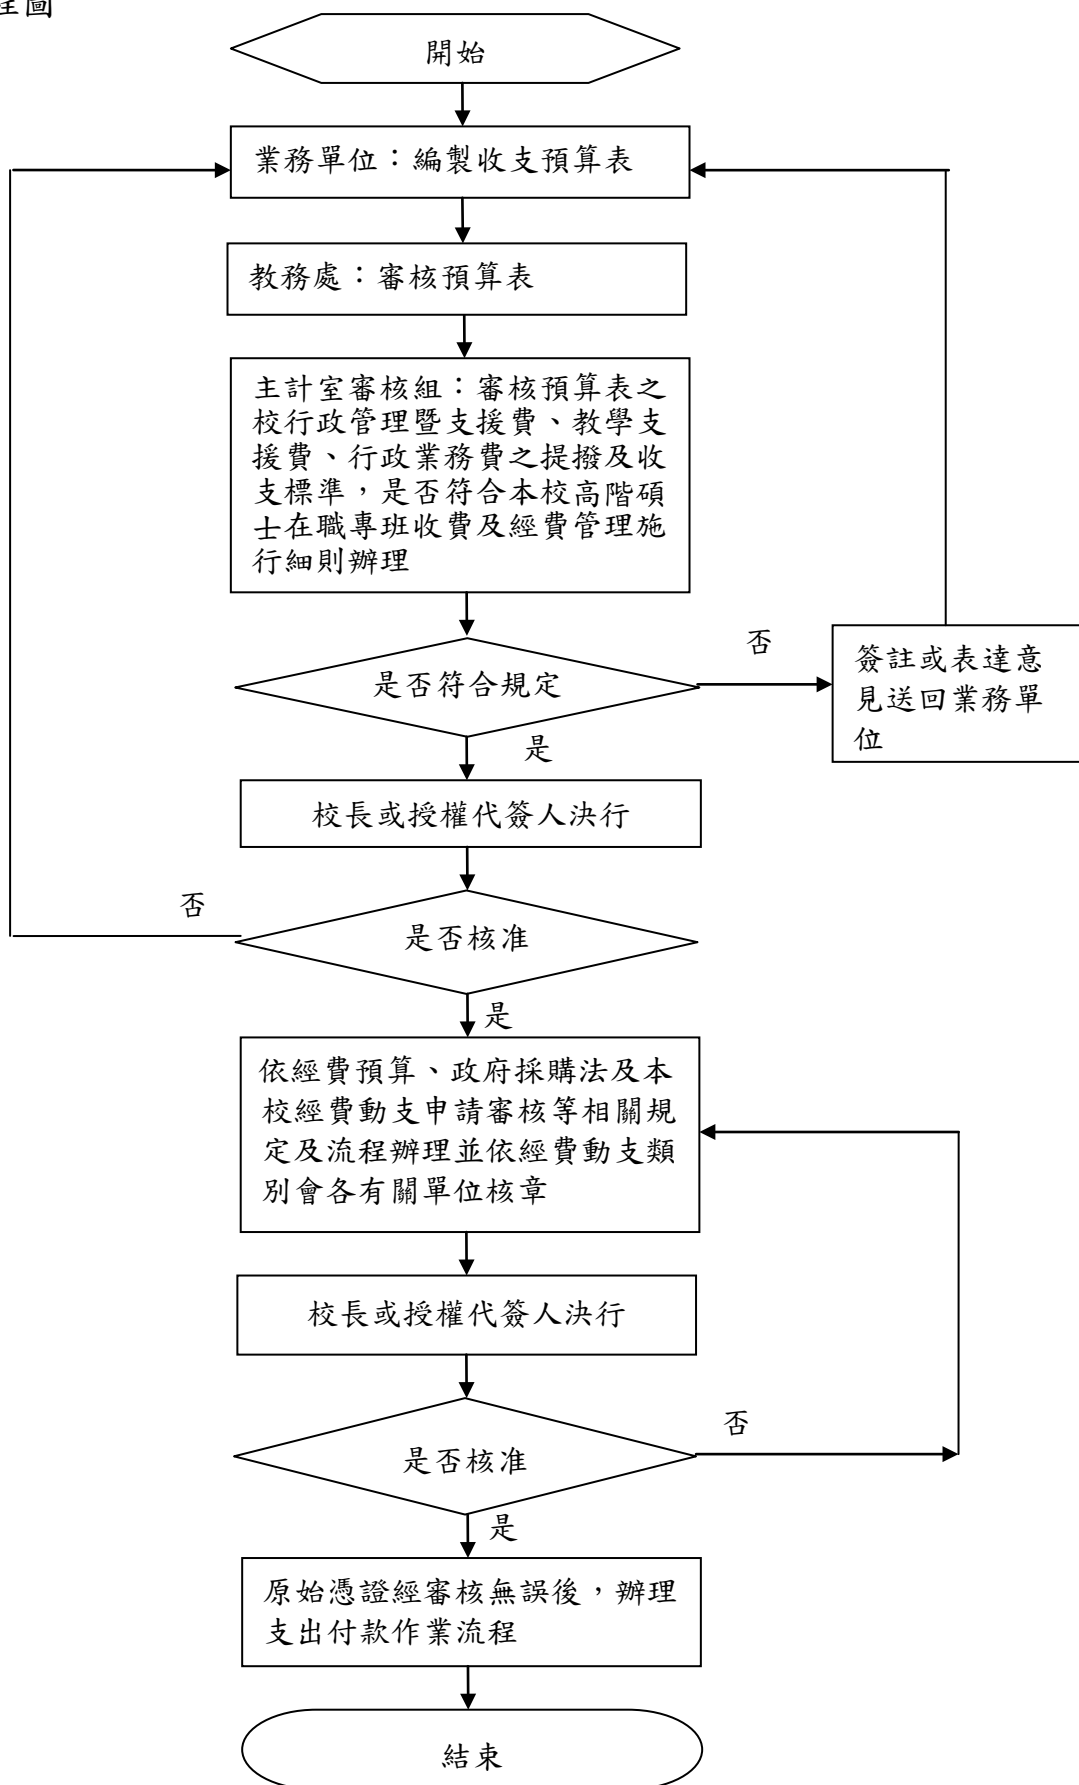 程圖
開始
業務單位：編製收支預算表
教務處：審核預算表
主計室審核組：審核預算表之
校行政管理暨支援費、教學支
援費、行政業務費之提撥及收
支標準，是否符合本校高階碩
士在職專班收費及經費管理施
行細則辦理
否
是否符合規定
簽註或表達意
見送回業務單
位
是
校長或授權代簽人決行
否
是否核准
是
依經費預算、政府採購法及本
校經費動支申請審核等相關規
定及流程辦理並依經費動支類
別會各有關單位核章
校長或授權代簽人決行
否
是否核准
是
原始憑證經審核無誤後，辦理
支出付款作業流程
結束